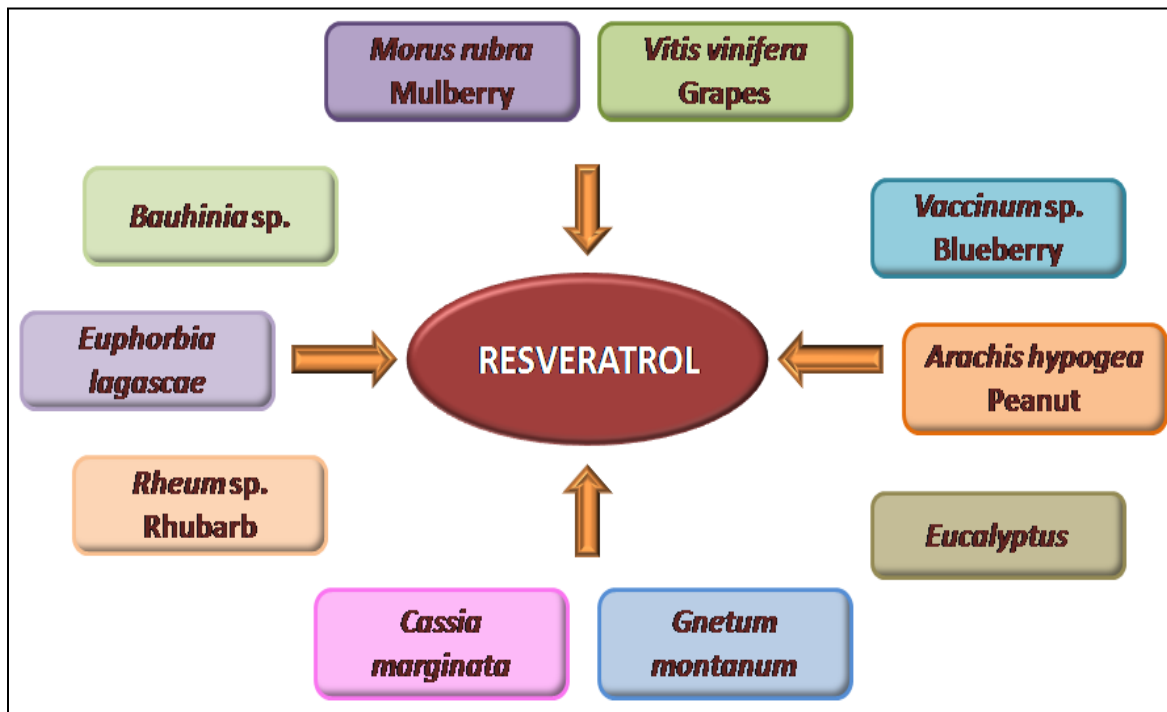 Morus rubra
Mulberry
Vitis vinifera
Grapes
Bauhinia sp.
Vaccinum sp.
Blueberry
Euphorbia
lagascae
RESVERATROL
Arachis hypogea
Peanut
Rheum sp.
Rhubarb
Eucalyptus
Cassia
marginata
Gnetum
montanum